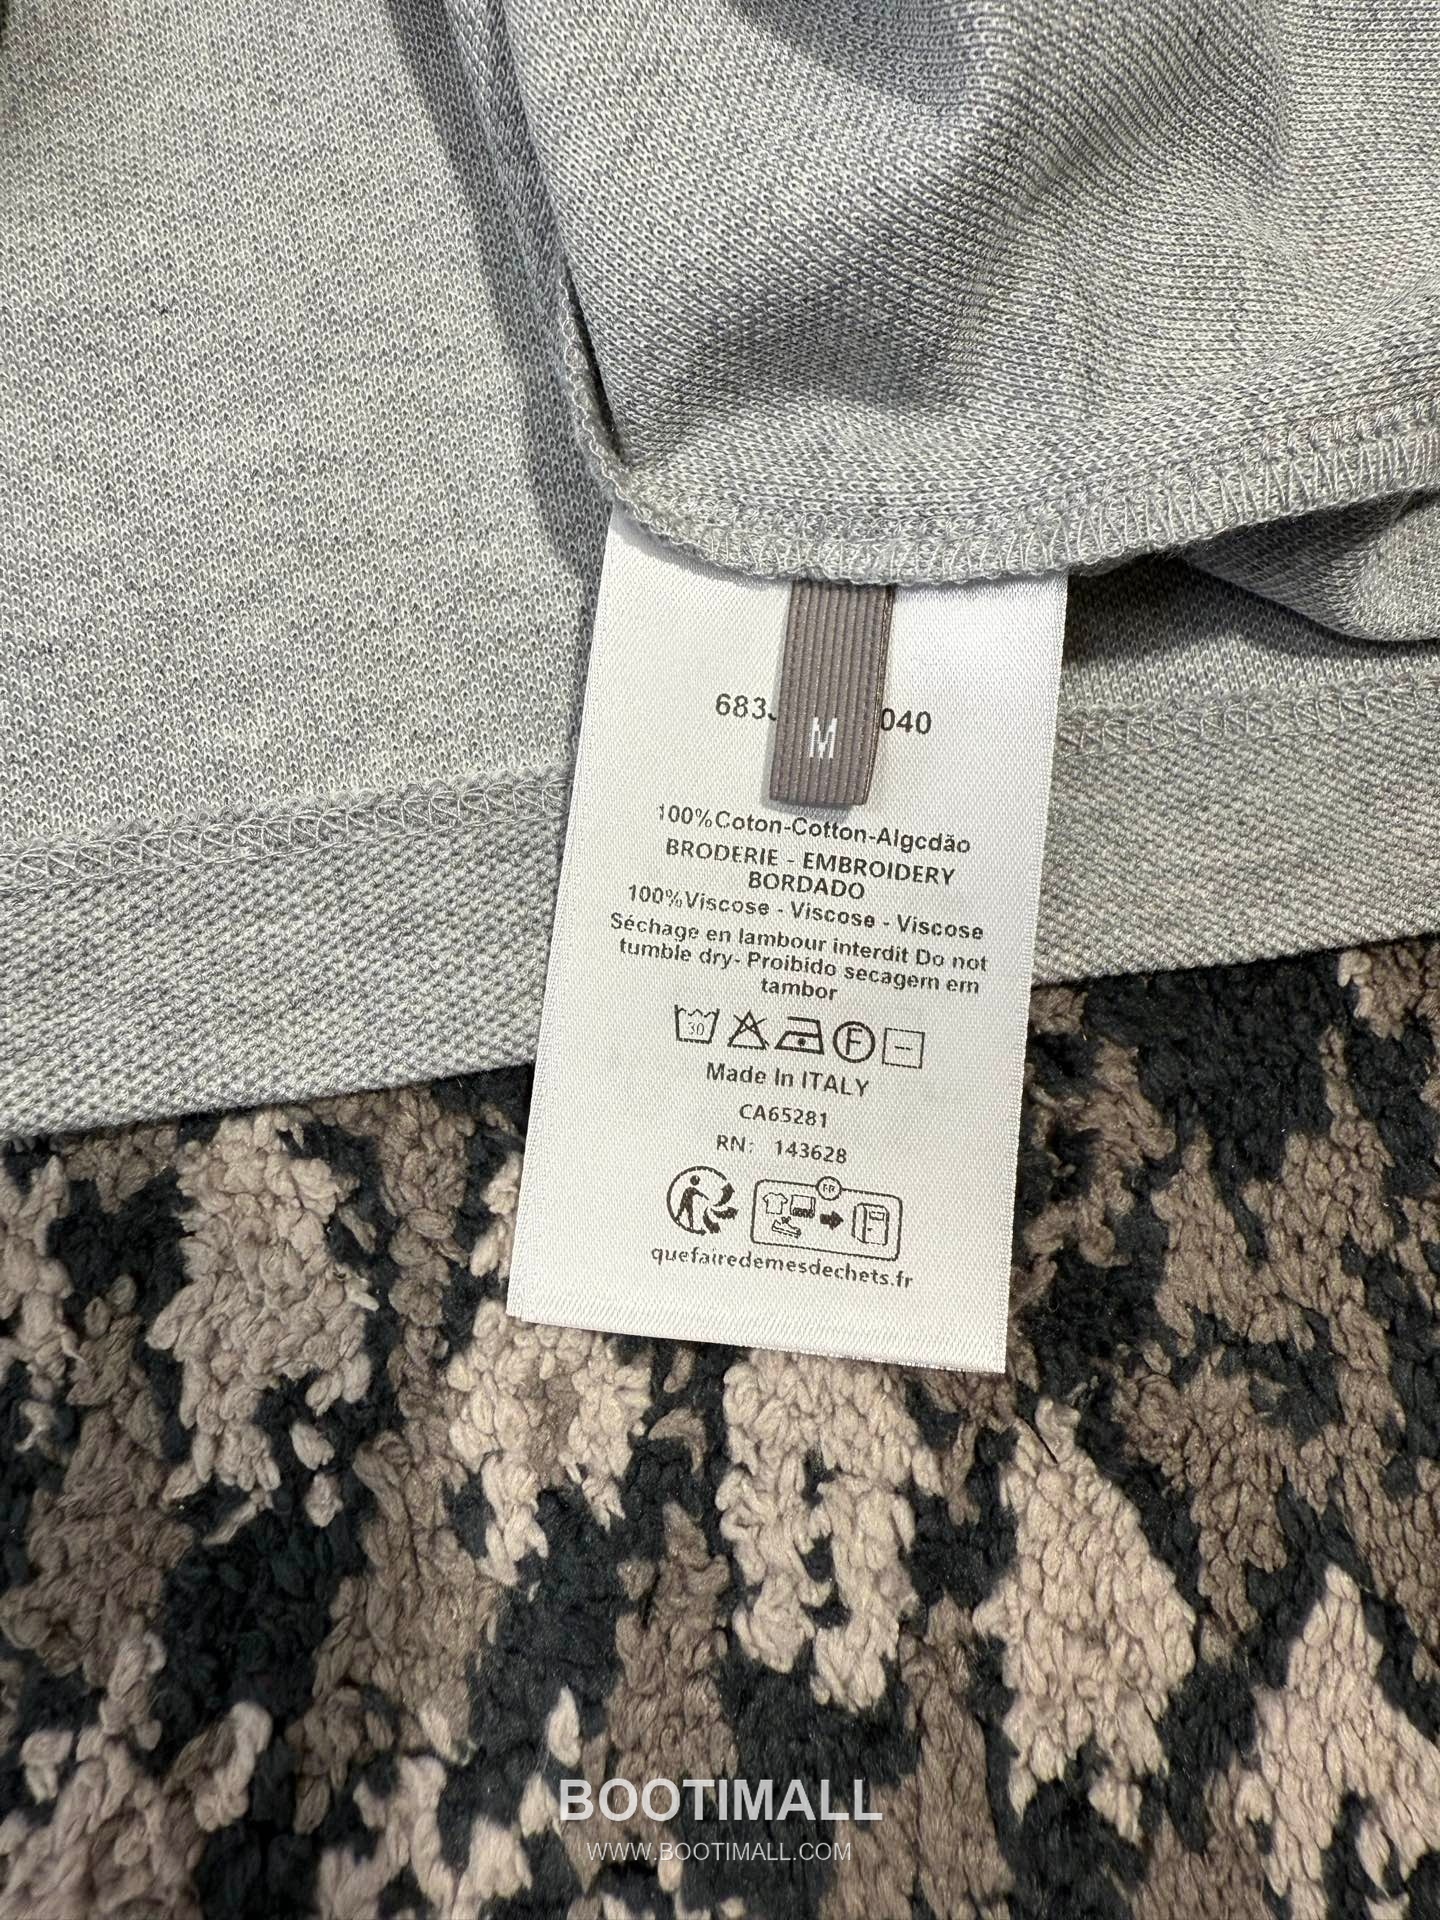 683 040
M
100%Coton-Cotton-Algcdão
BRODERIE - EMBROIDERY
BORDADO
100%Viscose - Viscose - Viscose
Séchage en lambour interdit Do not
tumble dry- Proibido secagem em
tambor
30 F
Made In ITALY
CA65281
RN: 143628
FR
quefairedemesdechets.fr
BOOTIMALL
WWW.BOOTIMALL.COM